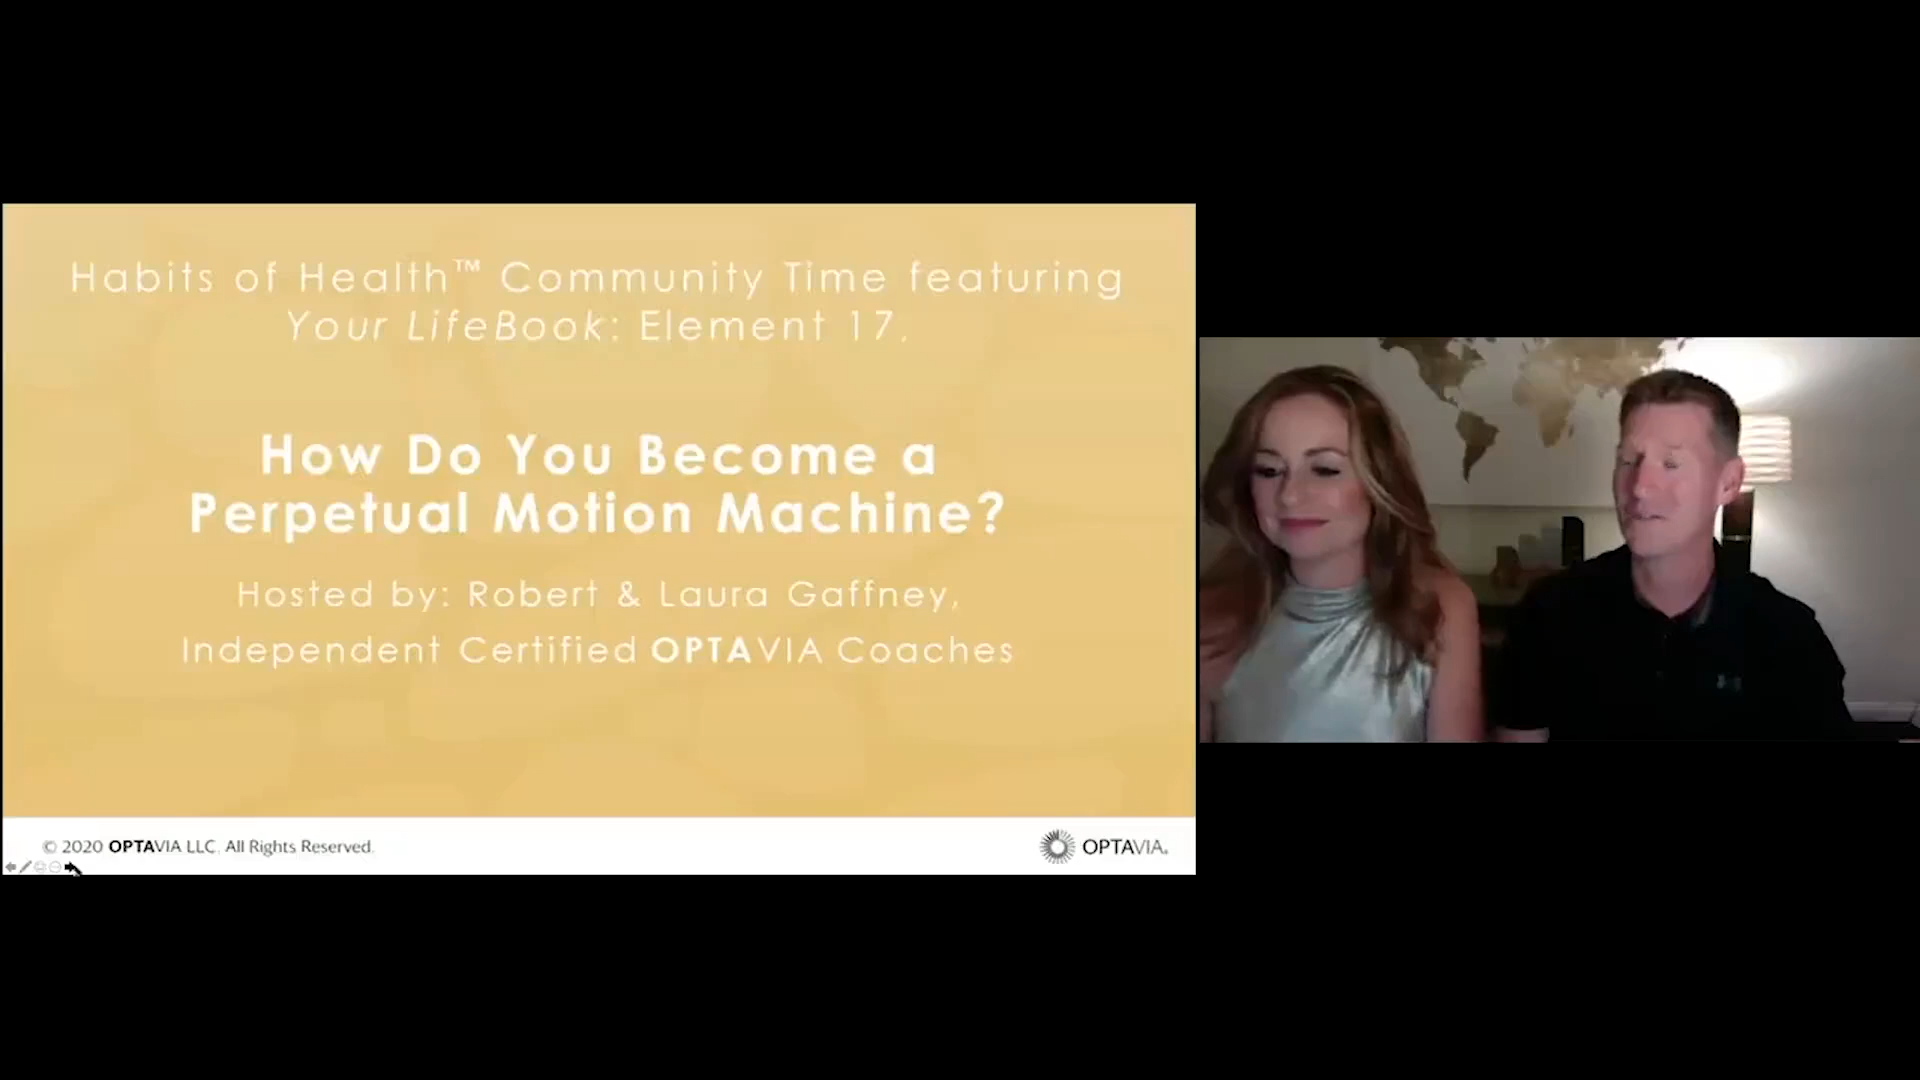 Habits of Health™ Community Time featuring
Your LifeBook: Element 17.
How Do You Become a
Perpetual Motion Machine?
Hosted by: Robert & Laura Gaffney,
Independent Certified OPTAVIA Coaches
© 2020 OPTAVIA LLC. All Rights Reserved.
OPTAVIA®